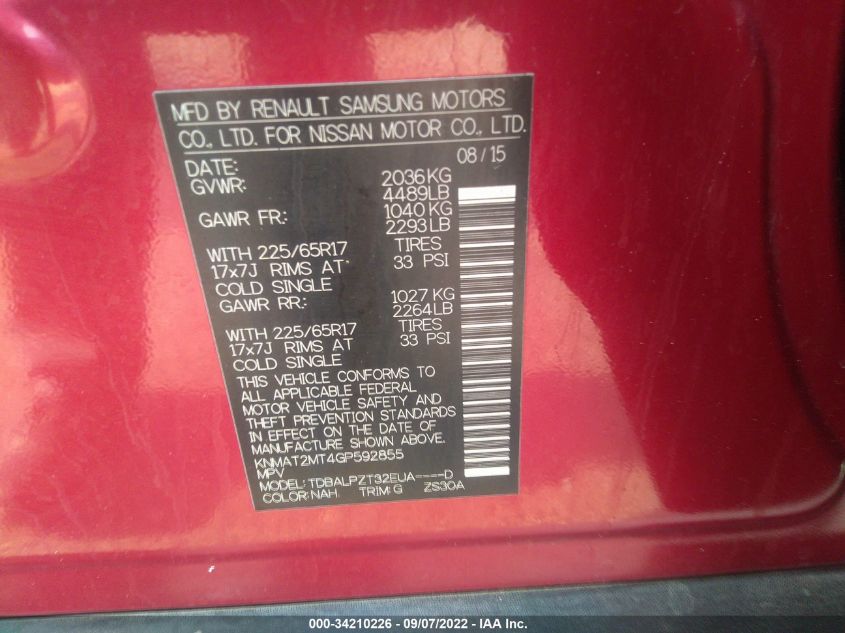 MFD BY RENAULT SAMSUNG MOTORS
CO., LTD. FOR NISSAN MOTOR CO., LTD.
DATE: 08/15
GVWR: 2036KG
4489LB
GAWR FR.: 1040KG
2293LB
WITH 225/65R17 TIRES
17x7J RIMS AT 33 PSI
COLD SINGLE
GAWR RR.: 1027KG
2264LB
WITH 225/65R17 TIRES
17x7J RIMS AT 33 PSI
COLD SINGLE
THIS VEHICLE CONFORMS TO
ALL APPLICABLE FEDERAL
MOTOR VEHICLE SAFETY AND
THEFT PREVENTION STANDARDS
IN EFFECT ON THE DATE OF
MANUFACTURE SHOWN ABOVE.
KNMAT2MT4GP592855
MPV
MODEL: TDBALPZT32EUA----D
COLOR: NAH TRIM: G ZS30A
000-34210226 - 09/07/2022 - IAA Inc.